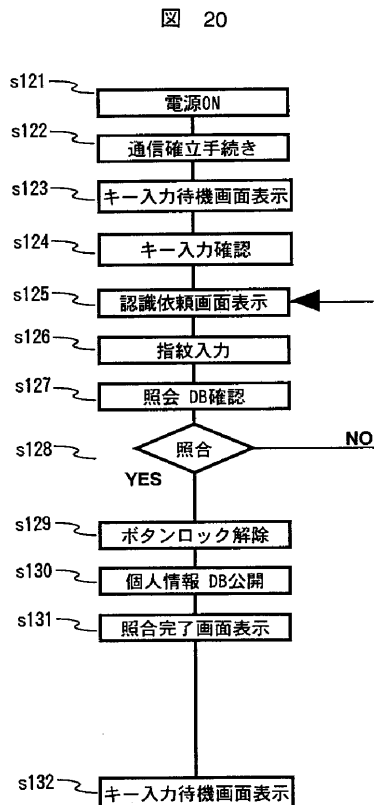 図 20
s121
電源ON
s122
通信確立手続き
s123
キー入力待機画面表示
s124
キー入力確認
s125
認識依頼画面表示
s126
指紋入力
s127
照会 DB確認
s128
照合
NO
YES
s129
ボタンロック解除
s130
個人情報 DB公開
s131
照合完了画面表示
s132
キー入力待機画面表示